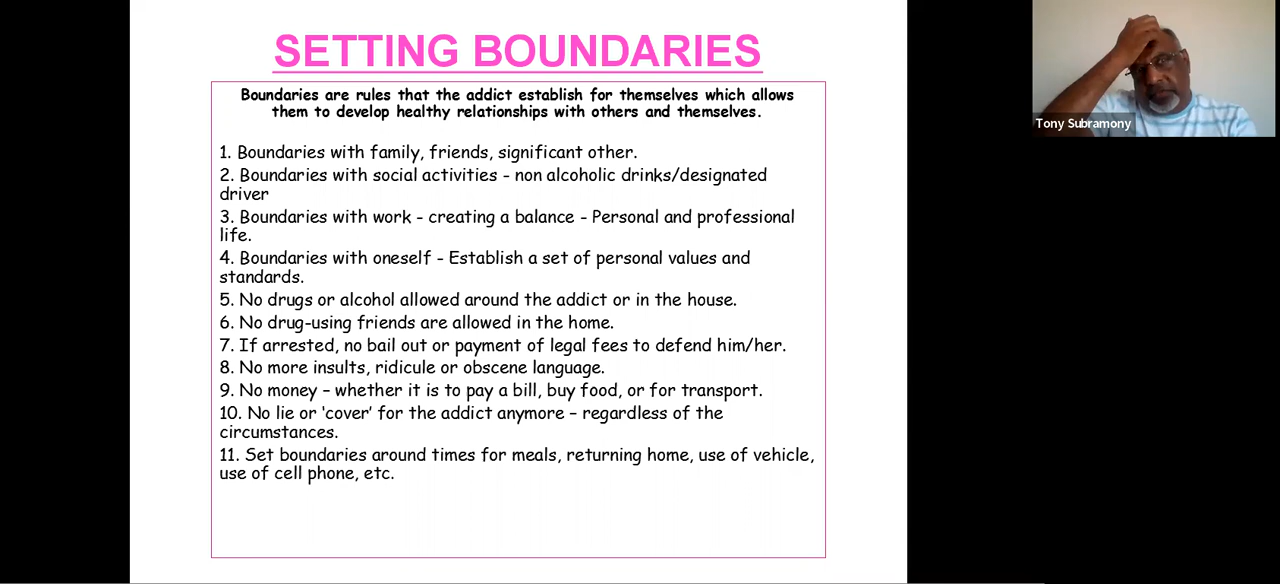 SETTING BOUNDARIES
Boundaries are rules that the addict establish for themselves which allows
them to develop healthy relationships with others and themselves.
1. Boundaries with family, friends, significant other.
2. Boundaries with social activities - non alcoholic drinks/designated
driver
3. Boundaries with work - creating a balance - Personal and professional
life.
4. Boundaries with oneself - Establish a set of personal values and
standards.
5. No drugs or alcohol allowed around the addict or in the house.
6. No drug-using friends are allowed in the home.
7. If arrested, no bail out or payment of legal fees to defend him/her.
8. No more insults, ridicule or obscene language.
9. No money – whether it is to pay a bill, buy food, or for transport.
10. No lie or ‘cover’ for the addict anymore – regardless of the
circumstances.
11. Set boundaries around times for meals, returning home, use of vehicle,
use of cell phone, etc.
Tony Subramony